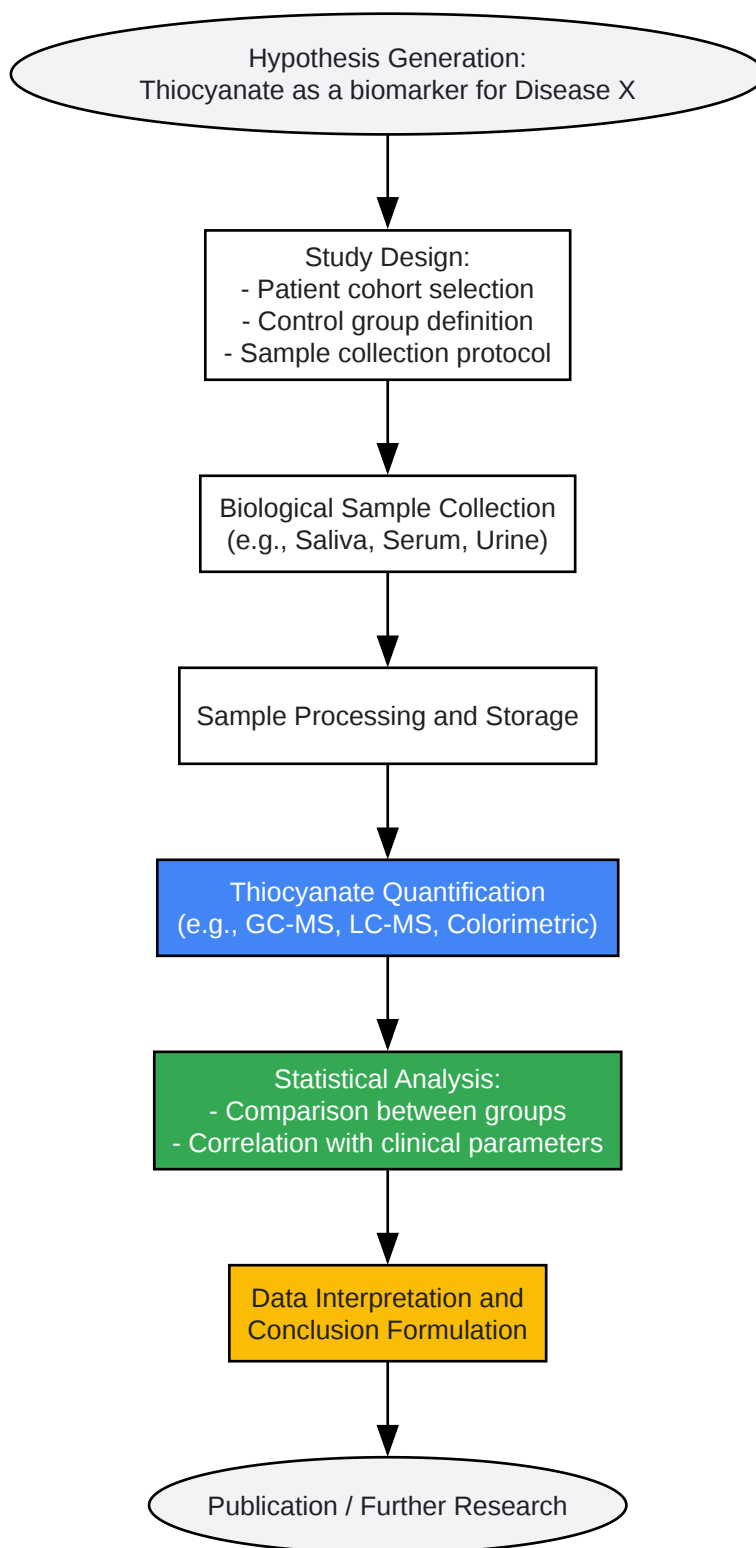 Hypothesis Generation:
Thiocyanate as a biomarker for Disease X
Study Design:
- Patient cohort selection
- Control group definition
- Sample collection protocol
Biological Sample Collection
(e.g., Saliva, Serum, Urine)
Sample Processing and Storage
Thiocyanate Quantification
(e.g., GC-MS, LC-MS, Colorimetric)
Statistical Analysis:
- Comparison between groups
- Correlation with clinical parameters
Data Interpretation and
Conclusion Formulation
Publication / Further Research